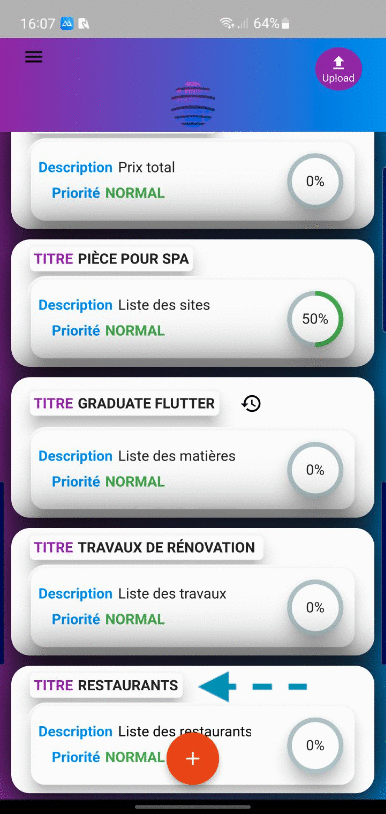 16:07 64%
Upload
Description Prix total
Priorité NORMAL
0%
TITRE PIÈCE POUR SPA
Description Liste des sites
Priorité NORMAL
50%
TITRE GRADUATE FLUTTER
Description Liste des matières
Priorité NORMAL
0%
TITRE TRAVAUX DE RÉNOVATION
Description Liste des travaux
Priorité NORMAL
0%
TITRE RESTAURANTS
Description Liste des restaurants
Priorité NORMAL
0%
+